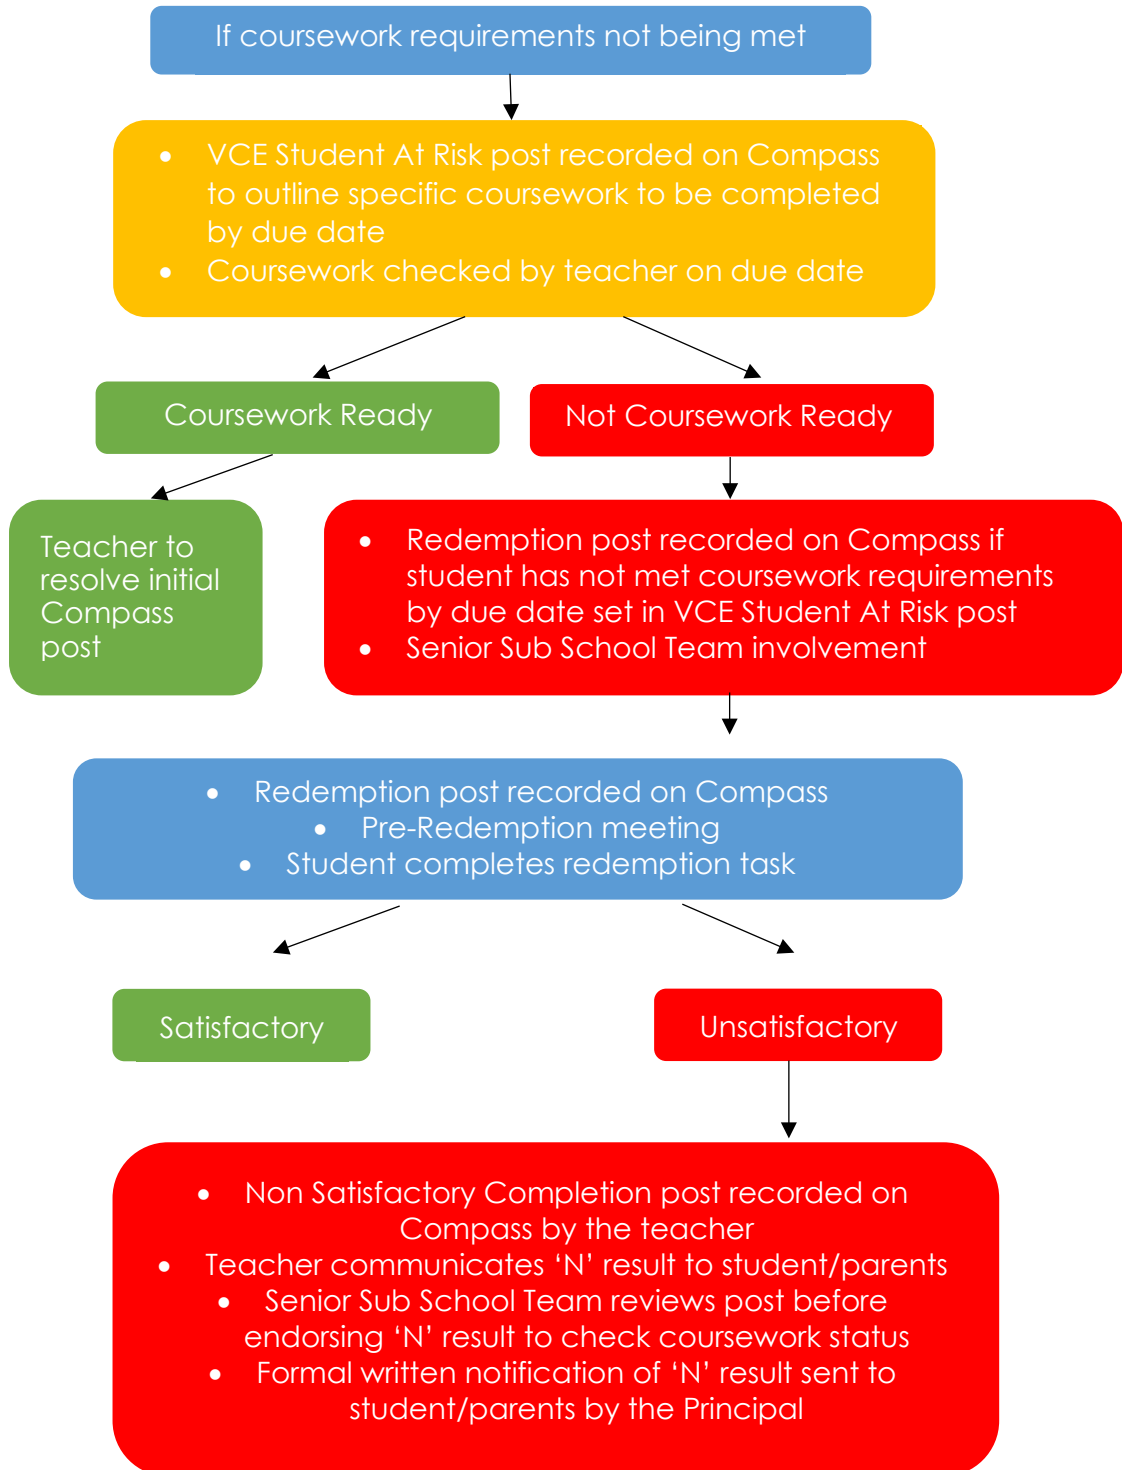 If coursework requirements not being met
• VCE Student At Risk post recorded on Compass
to outline specific coursework to be completed
by due date
• Coursework checked by teacher on due date
Coursework Ready
Not Coursework Ready
Teacher to
resolve initial
Compass
post
• Redemption post recorded on Compass if
student has not met coursework requirements
by due date set in VCE Student At Risk post
• Senior Sub School Team involvement
• Redemption post recorded on Compass
• Pre-Redemption meeting
• Student completes redemption task
Satisfactory
Unsatisfactory
• Non Satisfactory Completion post recorded on
Compass by the teacher
• Teacher communicates ‘N’ result to student/parents
• Senior Sub School Team reviews post before
endorsing ‘N’ result to check coursework status
• Formal written notification of ‘N’ result sent to
student/parents by the Principal